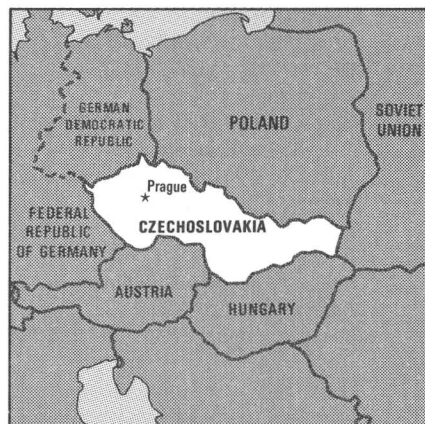 GERMAN
DEMOCRATIC
REPUBLIC
POLAND
SOVIET
UNION
Prague
FEDERAL
REPUBLIC
OF GERMANY
CZECHOSLOVAKIA
AUSTRIA
HUNGARY